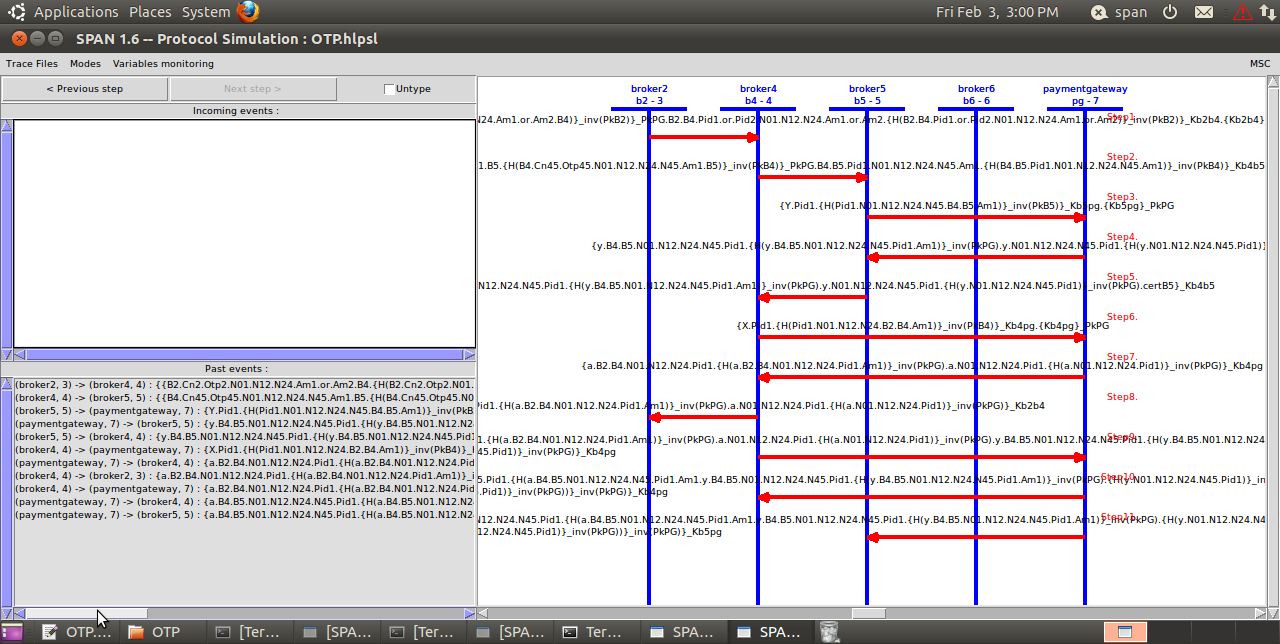 Applications Places System Fri Feb 3, 3:00 PM span
SPAN 1.6 -- Protocol Simulation : OTP.hlpsl
Trace Files Modes Variables monitoring MSC
< Previous step Next step > Untype
Incoming events :
Past events :
(broker2, 3) -> (broker4, 4) : {{B2.Cn2.Otp2.N01.N12.N24.Am1.or.Am2.B4.{H(B2.Cn2.Otp2.N01.
(broker4, 4) -> (broker5, 5) : {{B4.Cn45.Otp45.N01.N12.N24.N45.Am1.B5.{H(B4.Cn45.Otp45.N0
(broker5, 5) -> (paymentgateway, 7) : {Y.Pid1.{H(Pid1.N01.N12.N24.N45.B4.B5.Am1)}_inv(PkB
(paymentgateway, 7) -> (broker5, 5) : {y.B4.B5.N01.N12.N24.N45.Pid1.{H(y.B4.B5.N01.N12.N2
(broker5, 5) -> (broker4, 4) : {y.B4.B5.N01.N12.N24.N45.Pid1.{H(y.B4.B5.N01.N12.N24.N45.Pid1
(broker4, 4) -> (paymentgateway, 7) : {X.Pid1.{H(Pid1.N01.N12.N24.B2.B4.Am1)}_inv(PkB4)}_
(paymentgateway, 7) -> (broker4, 4) : {a.B2.B4.N01.N12.N24.Pid1.{H(a.B2.B4.N01.N12.N24.Pid
(broker4, 4) -> (broker2, 3) : {a.B2.B4.N01.N12.N24.Pid1.{H(a.B2.B4.N01.N12.N24.Pid1.Am1)}_i
(broker4, 4) -> (paymentgateway, 7) : {a.B2.B4.N01.N12.N24.Pid1.{H(a.B2.B4.N01.N12.N24.Pid
(paymentgateway, 7) -> (broker4, 4) : {a.B4.B5.N01.N12.N24.N45.Pid1.{H(a.B4.B5.N01.N12.N2
(paymentgateway, 7) -> (broker5, 5) : {a.B4.B5.N01.N12.N24.N45.Pid1.{H(a.B4.B5.N01.N12.N2
broker2 broker4 broker5 broker6 paymentgateway
b2 - 3 b4 - 4 b5 - 5 b6 - 6 pg - 7
Step1.
N24.Am1.or.Am2.B4)}_inv(PkB2)}_PkPG.B2.B4.Pid1.or.Pid2.N01.N12.N24.Am1.or.Am2.{H(B2.B4.Pid1.or.Pid2.N01.N12.N24.Am1.or.Am2)}_inv(PkB2)}_Kb2b4.{Kb2b4}
Step2.
1.B5.{H(B4.Cn45.Otp45.N01.N12.N24.N45.Am1.B5)}_inv(PkB4)}_PkPG.B4.B5.Pid1.N01.N12.N24.N45.Am1.{H(B4.B5.Pid1.N01.N12.N24.N45.Am1)}_inv(PkB4)}_Kb4b5
Step3.
{Y.Pid1.{H(Pid1.N01.N12.N24.N45.B4.B5.Am1)}_inv(PkB5)}_Kb5pg.{Kb5pg}_PkPG
Step4.
{y.B4.B5.N01.N12.N24.N45.Pid1.{H(y.B4.B5.N01.N12.N24.N45.Pid1.Am1)}_inv(PkPG).y.N01.N12.N24.N45.Pid1.{H(y.N01.N12.N24.N45.Pid1)}
Step5.
N12.N24.N45.Pid1.{H(y.B4.B5.N01.N12.N24.N45.Pid1.Am1)}_inv(PkPG).y.N01.N12.N24.N45.Pid1.{H(y.N01.N12.N24.N45.Pid1)}_inv(PKPG).certB5}_Kb4b5
Step6.
{X.Pid1.{H(Pid1.N01.N12.N24.B2.B4.Am1)}_inv(PkB4)}_Kb4pg.{Kb4pg}_PkPG
Step7.
{a.B2.B4.N01.N12.N24.Pid1.{H(a.B2.B4.N01.N12.N24.Pid1.Am1)}_inv(PkPG).a.N01.N12.N24.Pid1.{H(a.N01.N12.N24.Pid1)}_inv(PkPG)}_Kb4pg
Step8.
Pid1.{H(a.B2.B4.N01.N12.N24.Pid1.Am1)}_inv(PkPG).a.N01.N12.N24.Pid1.{H(a.N01.N12.N24.Pid1)}_inv(PkPG)}_Kb2b4
Step9.
1.{H(a.B2.B4.N01.N12.N24.Pid1.Am1)}_inv(PkPG).a.N01.N12.N24.Pid1.{H(a.N01.N12.N24.Pid1)}_inv(PkPG).y.B4.B5.N01.N12.N24.N45.Pid1.{H(y.B4.B5.N01.N12.N24
45.Pid1)}_inv(PkPG)}_Kb4pg
Step10.
5.Pid1.{H(a.B4.B5.N01.N12.N24.N45.Pid1.Am1.y.B4.B5.N01.N12.N24.N45.Pid1.{H(y.B4.B5.N01.N12.N24.N45.Pid1.Am1)}_inv(PkPG).{H(y.N01.N12.N24.N45.Pid1)}_in
.Pid1)}_inv(PkPG))}_inv(PkPG)}_Kb4pg
Step11.
N12.N24.N45.Pid1.{H(a.B4.B5.N01.N12.N24.N45.Pid1.Am1.y.B4.B5.N01.N12.N24.N45.Pid1.{H(y.B4.B5.N01.N12.N24.N45.Pid1.Am1)}_inv(PkPG).{H(y.N01.N12.N24.N4
12.N24.N45.Pid1)}_inv(PkPG))}_inv(PkPG)}_Kb5pg
OTP.... OTP [Ter... [SPA... [Ter... [SPA... Ter... SPA... SPA...